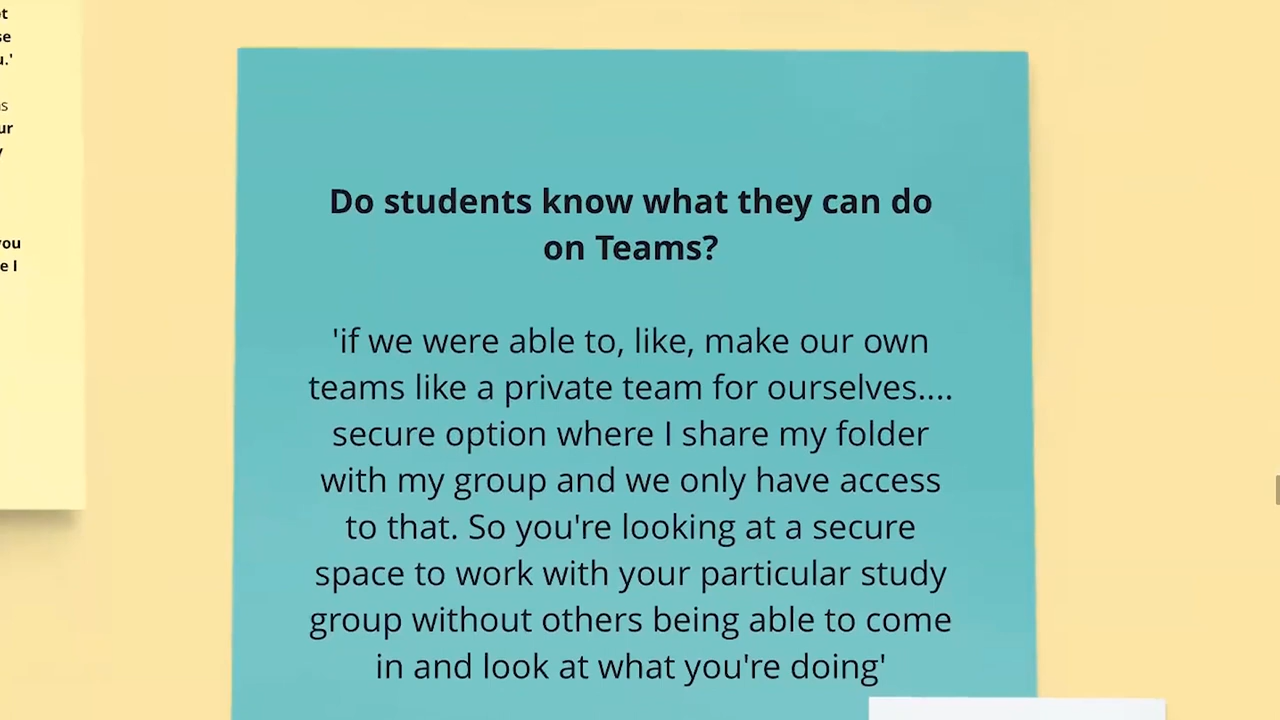 Do students know what they can do
on Teams?
'if we were able to, like, make our own
teams like a private team for ourselves....
secure option where I share my folder
with my group and we only have access
to that. So you're looking at a secure
space to work with your particular study
group without others being able to come
in and look at what you're doing'